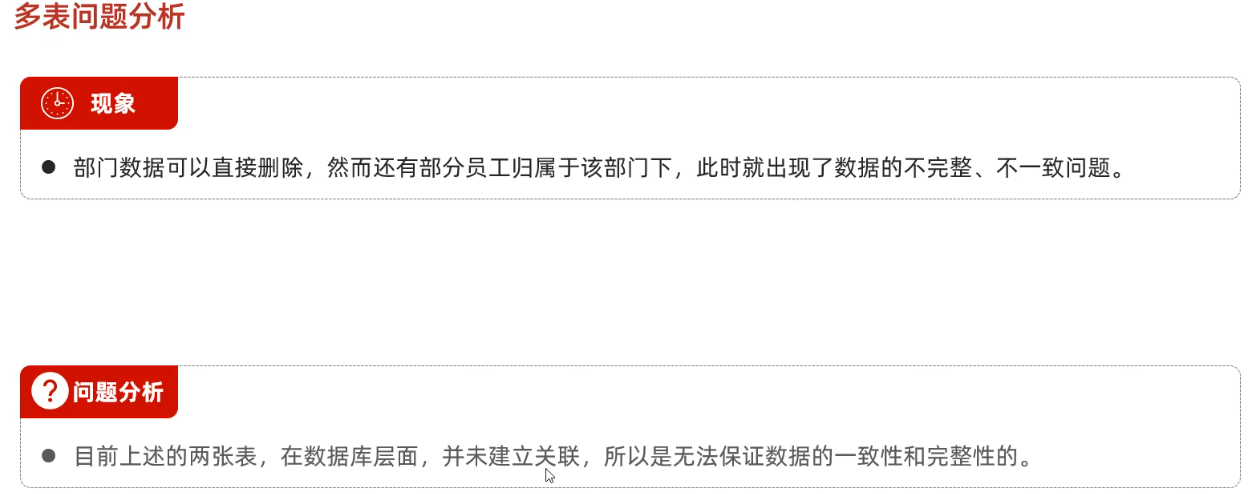 多表问题分析
现象
部门数据可以直接删除，然而还有部分员工归属于该部门下，此时就出现了数据的不完整、不一致问题。
?问题分析
目前上述的两张表，在数据库层面，并未建立关联，所以是无法保证数据的一致性和完整性的。